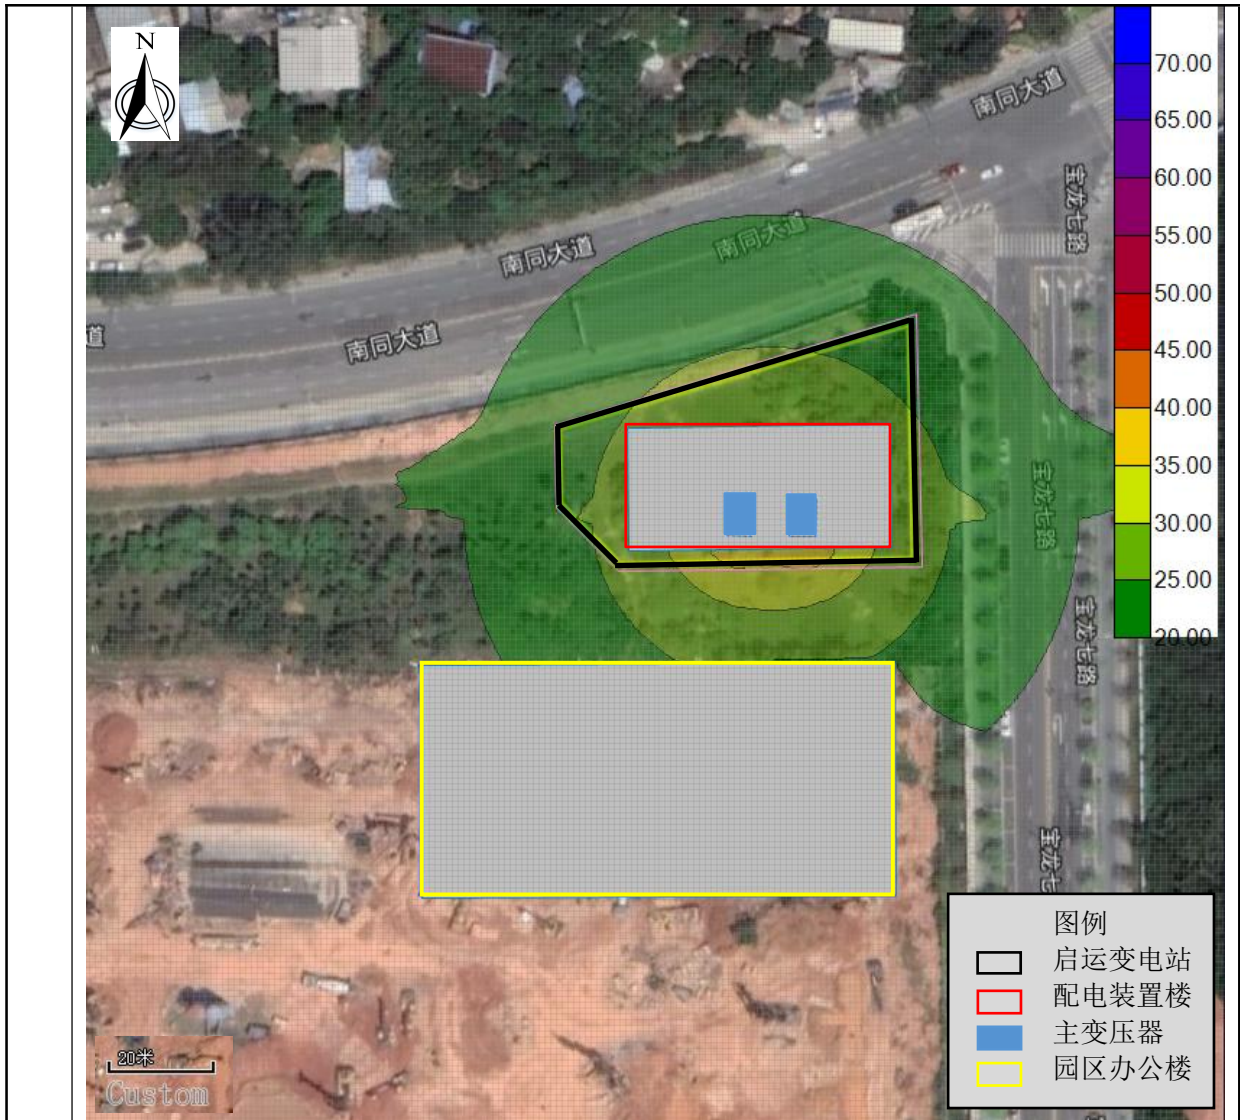 N
南同大道
宝龙七路
南同大道
南同大道
道
南同大道
宝龙七路
宝龙七路
宝龙七
70.00
65.00
60.00
55.00
50.00
45.00
40.00
35.00
30.00
25.00
20.00
图例
启运变电站
配电装置楼
主变压器
园区办公楼
20米
Custom